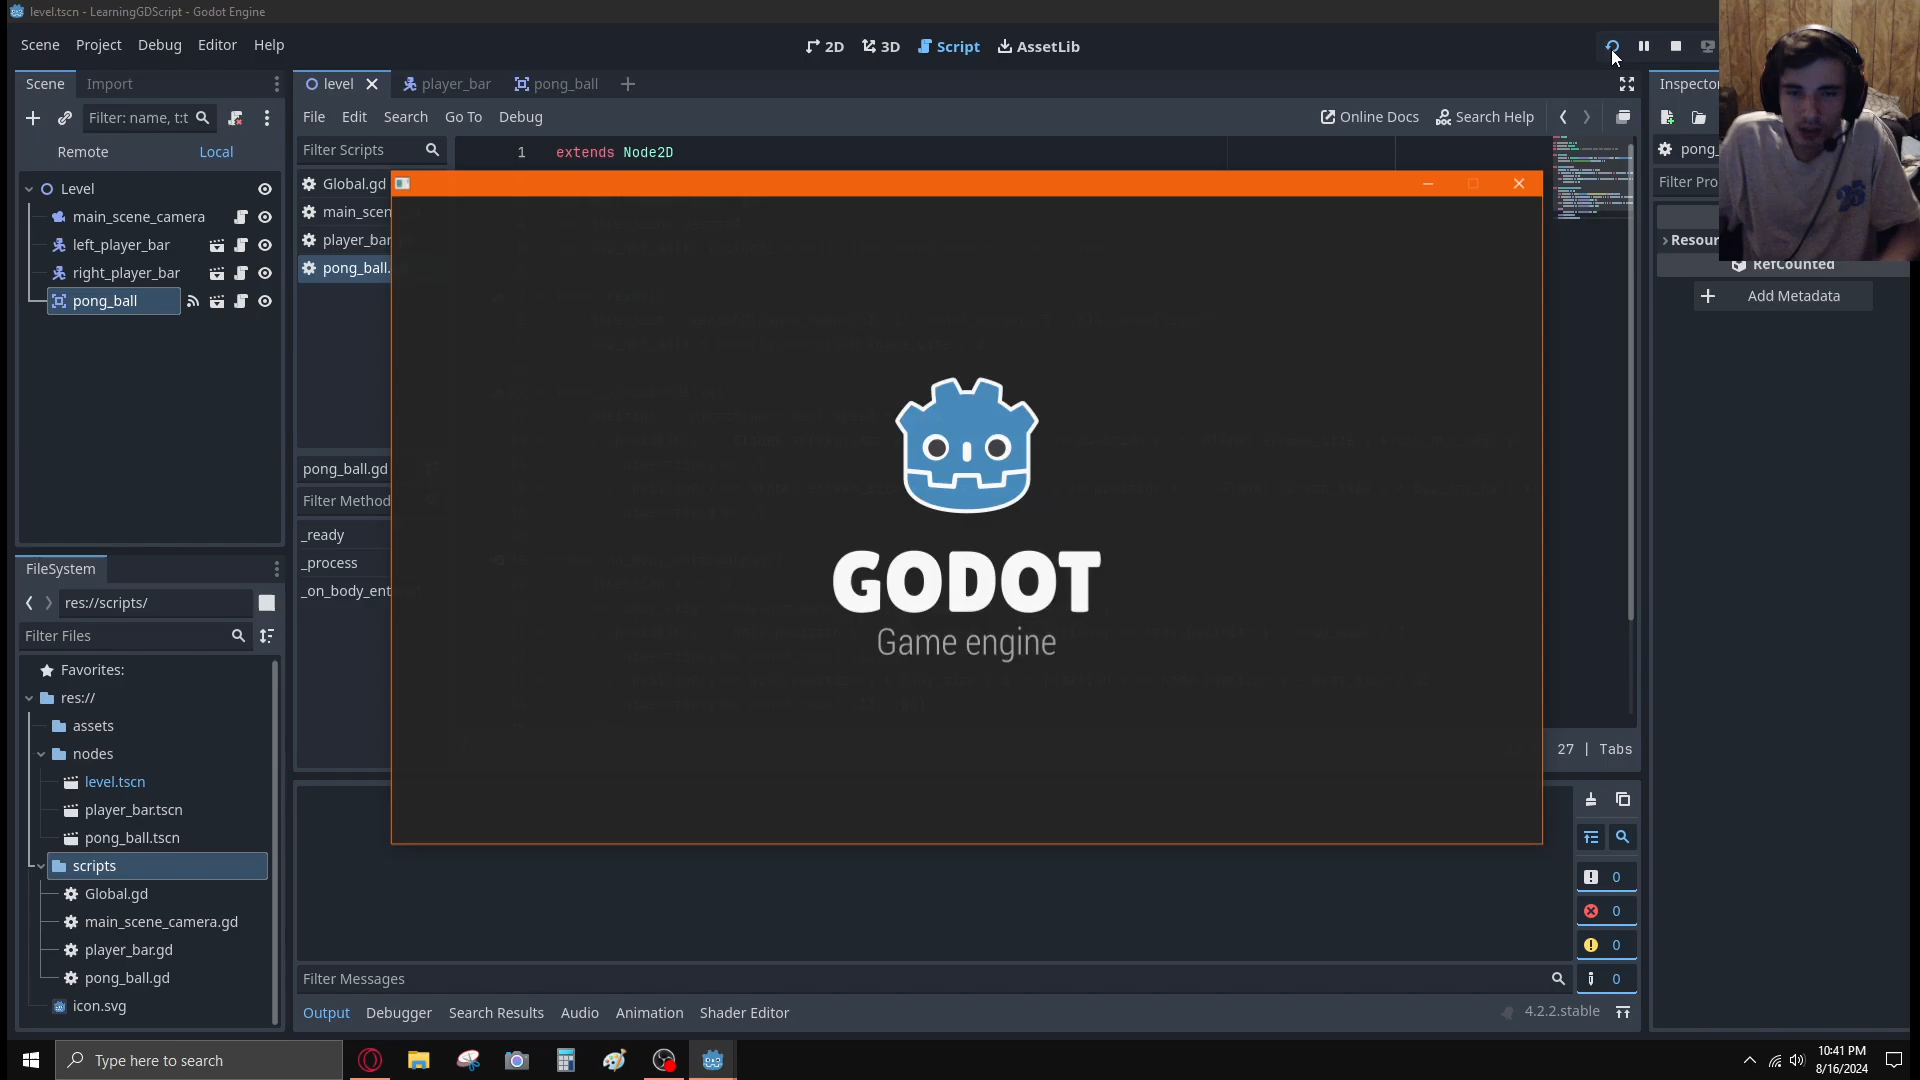 level.tscn - LearningGDScript - Godot Engine
Scene Project Debug Editor Help
2D 3D Script AssetLib
Scene Import
level player_bar pong_ball
Inspector
Filter: name, t:t
File Edit Search Go To Debug
Online Docs Search Help
Remote Local
Filter Scripts
1 extends Node2D
pong_
Filter Pro
Level
main_scene_camera
left_player_bar
right_player_bar
pong_ball
Global.gd
main_scen
player_bar.
pong_ball.
Resour
RefCounted
Add Metadata
GODOT
Game engine
pong_ball.gd
Filter Method
_ready
_process
_on_body_ent
27 | Tabs
FileSystem
res://scripts/
Filter Files
Favorites:
res://
assets
nodes
level.tscn
player_bar.tscn
pong_ball.tscn
scripts
Global.gd
main_scene_camera.gd
player_bar.gd
pong_ball.gd
icon.svg
0
0
0
0
Filter Messages
Output Debugger Search Results Audio Animation Shader Editor
4.2.2.stable
Type here to search
10:41 PM
8/16/2024